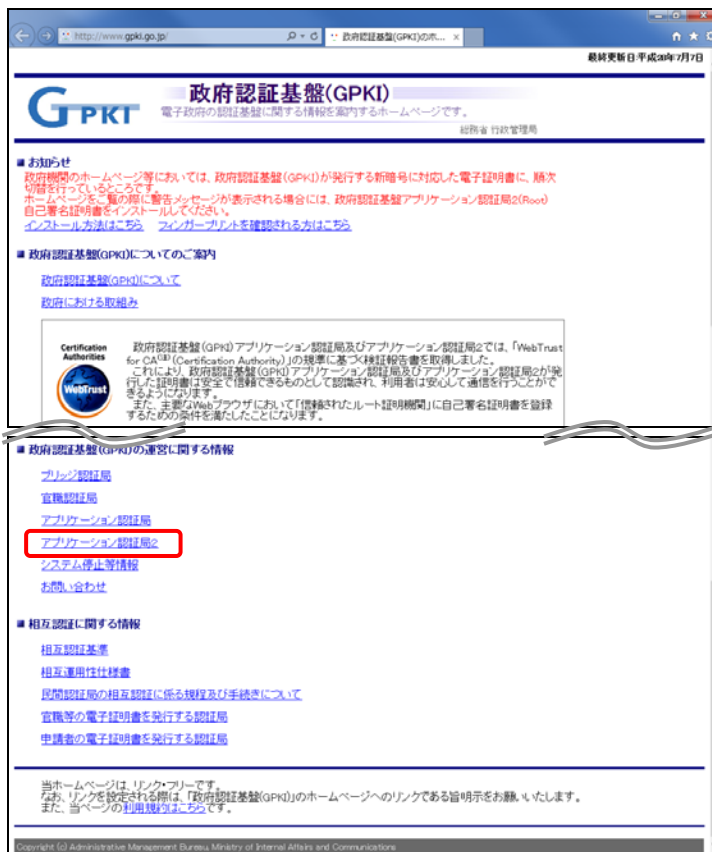 http://www.gpki.go.jp/
政府認証基盤(GPKI)のホ...
最終更新日:平成26年7月7日
GPKI
政府認証基盤(GPKI)
電子政府の認証基盤に関する情報を案内するホームページです。
総務省 行政管理局
■ お知らせ
政府機関のホームページ等においては、政府認証基盤(GPKI)が発行する新暗号に対応した電子証明書に、順次
切替を行っているところです。
ホームページをご覧の際に警告メッセージが表示される場合には、政府認証基盤アプリケーション認証局2(Root)
自己署名証明書をインストールしてください。
インストール方法はこちら フィンガープリントを確認される方はこちら
■ 政府認証基盤(GPKI)についてのご案内
政府認証基盤(GPKI)について
政府における取組み
Certification
Authorities
WebTrust
政府認証基盤(GPKI)アプリケーション認証局及びアプリケーション認証局2では、「WebTrust
for CA(注)(Certification Authority)」の規準に基づく検証報告書を取得しました。
これにより、政府認証基盤(GPKI)アプリケーション認証局及びアプリケーション認証局2が発
行した証明書は安全で信頼できるものとして認識され、利用者は安心して通信を行うことがで
きるようになります。
また、主要なWebブラウザにおいて「信頼されたルート証明機関」に自己署名証明書を登録
するための条件を満たしたことになります。
■ 政府認証基盤(GPKI)の運営に関する情報
ブリッジ認証局
官職認証局
アプリケーション認証局
アプリケーション認証局2
システム停止等情報
お問い合わせ
■ 相互認証に関する情報
相互認証基準
相互運用性仕様書
民間認証局の相互認証に係る規程及び手続きについて
官職等の電子証明書を発行する認証局
申請者の電子証明書を発行する認証局
当ホームページは、リンク・フリーです。
なお、リンクを設定される際は、「政府認証基盤(GPKI)」のホームページへのリンクである旨明示をお願いいたします。
また、当ページの利用規約はこちらです。
Copyright (c) Administrative Management Bureau, Ministry of Internal Affairs and Communications